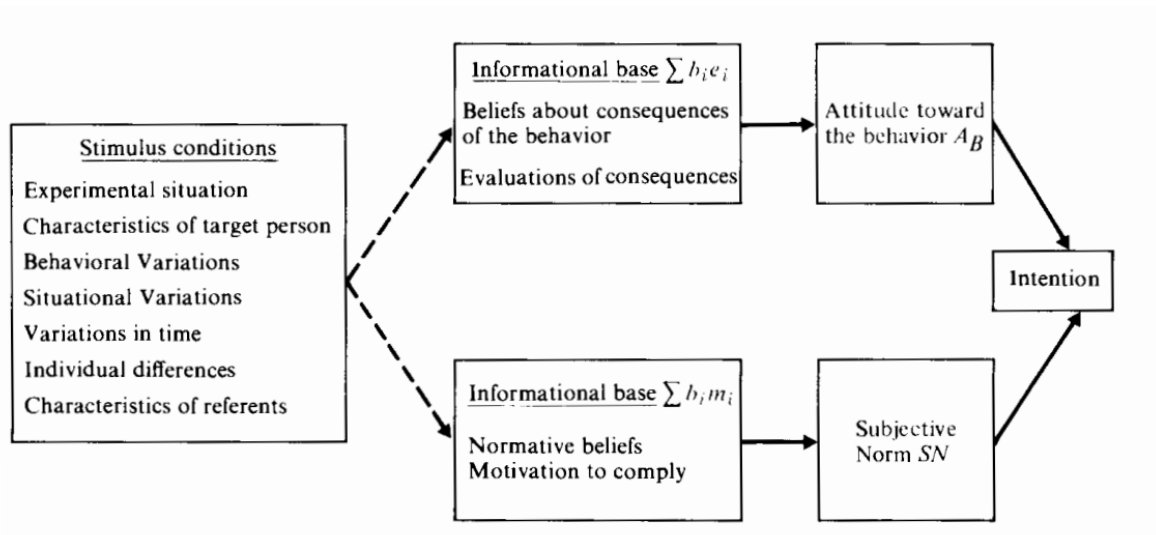 Stimulus conditions
Experimental situation
Characteristics of target person
Behavioral Variations
Situational Variations
Variations in time
Individual differences
Characteristics of referents
Informational base ∑ bᵢeᵢ
Beliefs about consequences
of the behavior
Evaluations of consequences
Attitude toward
the behavior A_B
Informational base ∑ bᵢmᵢ
Normative beliefs
Motivation to comply
Subjective
Norm SN
Intention